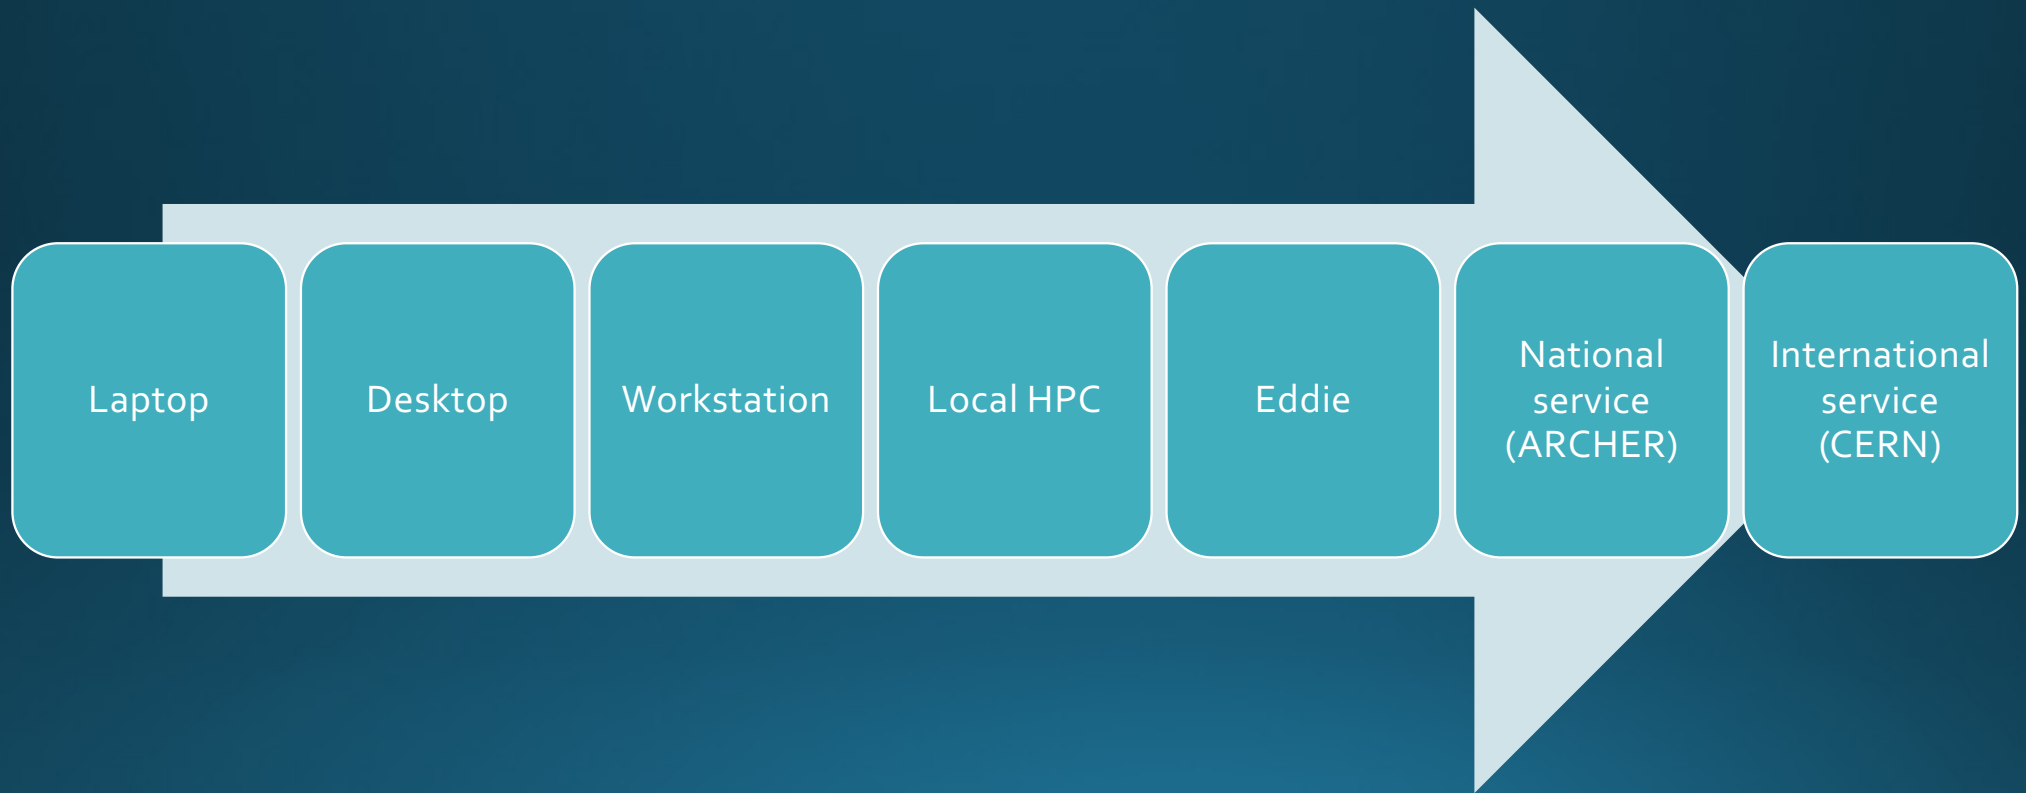 Laptop
Desktop
Workstation
Local HPC
Eddie
National
service
(ARCHER)
International
service
(CERN)